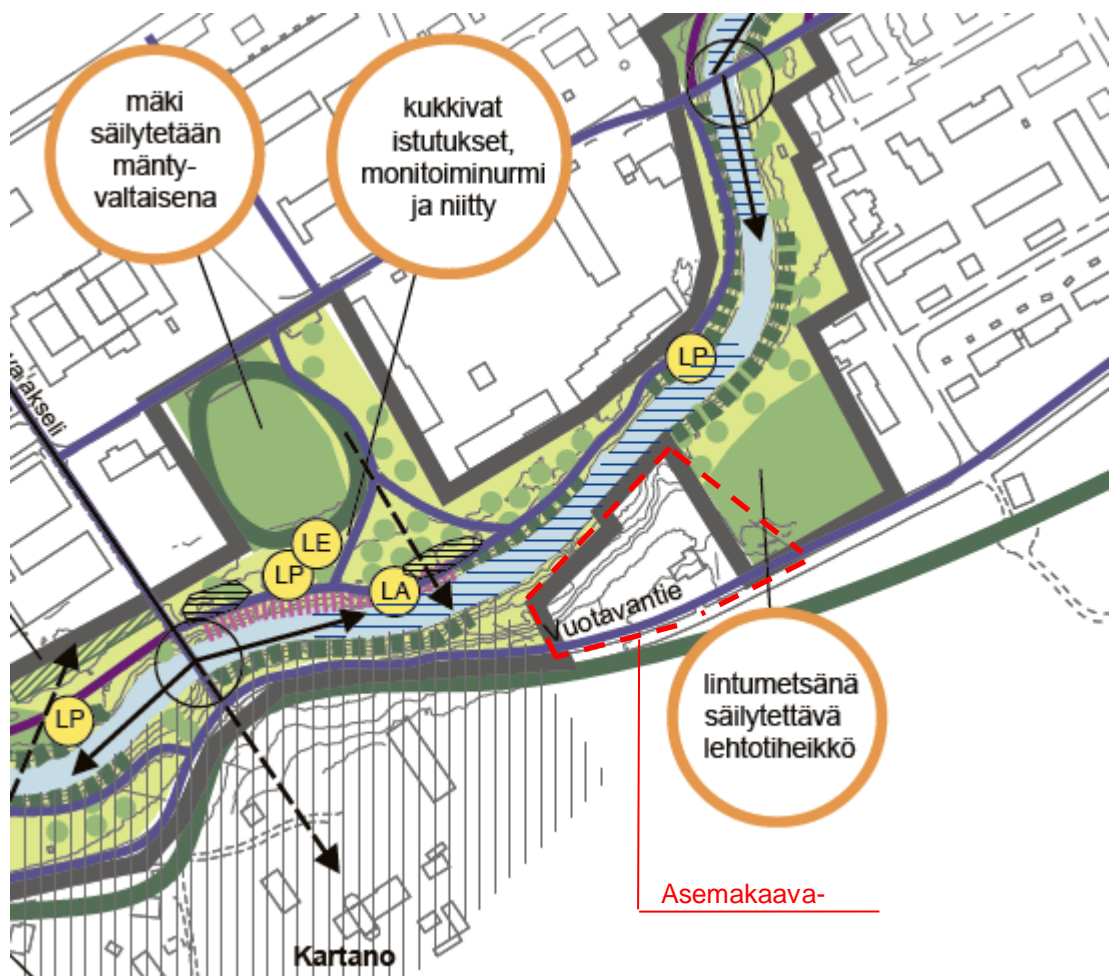 mäki
säilytetään
mänty-
valtaisena
kukkivat
istutukset,
monitoiminurmi
ja niitty
LP
LE
LP
LA
LP
Vuotavantie
lintumetsänä
säilytettävä
lehtotiheikkö
Asemakaava-
Kartano